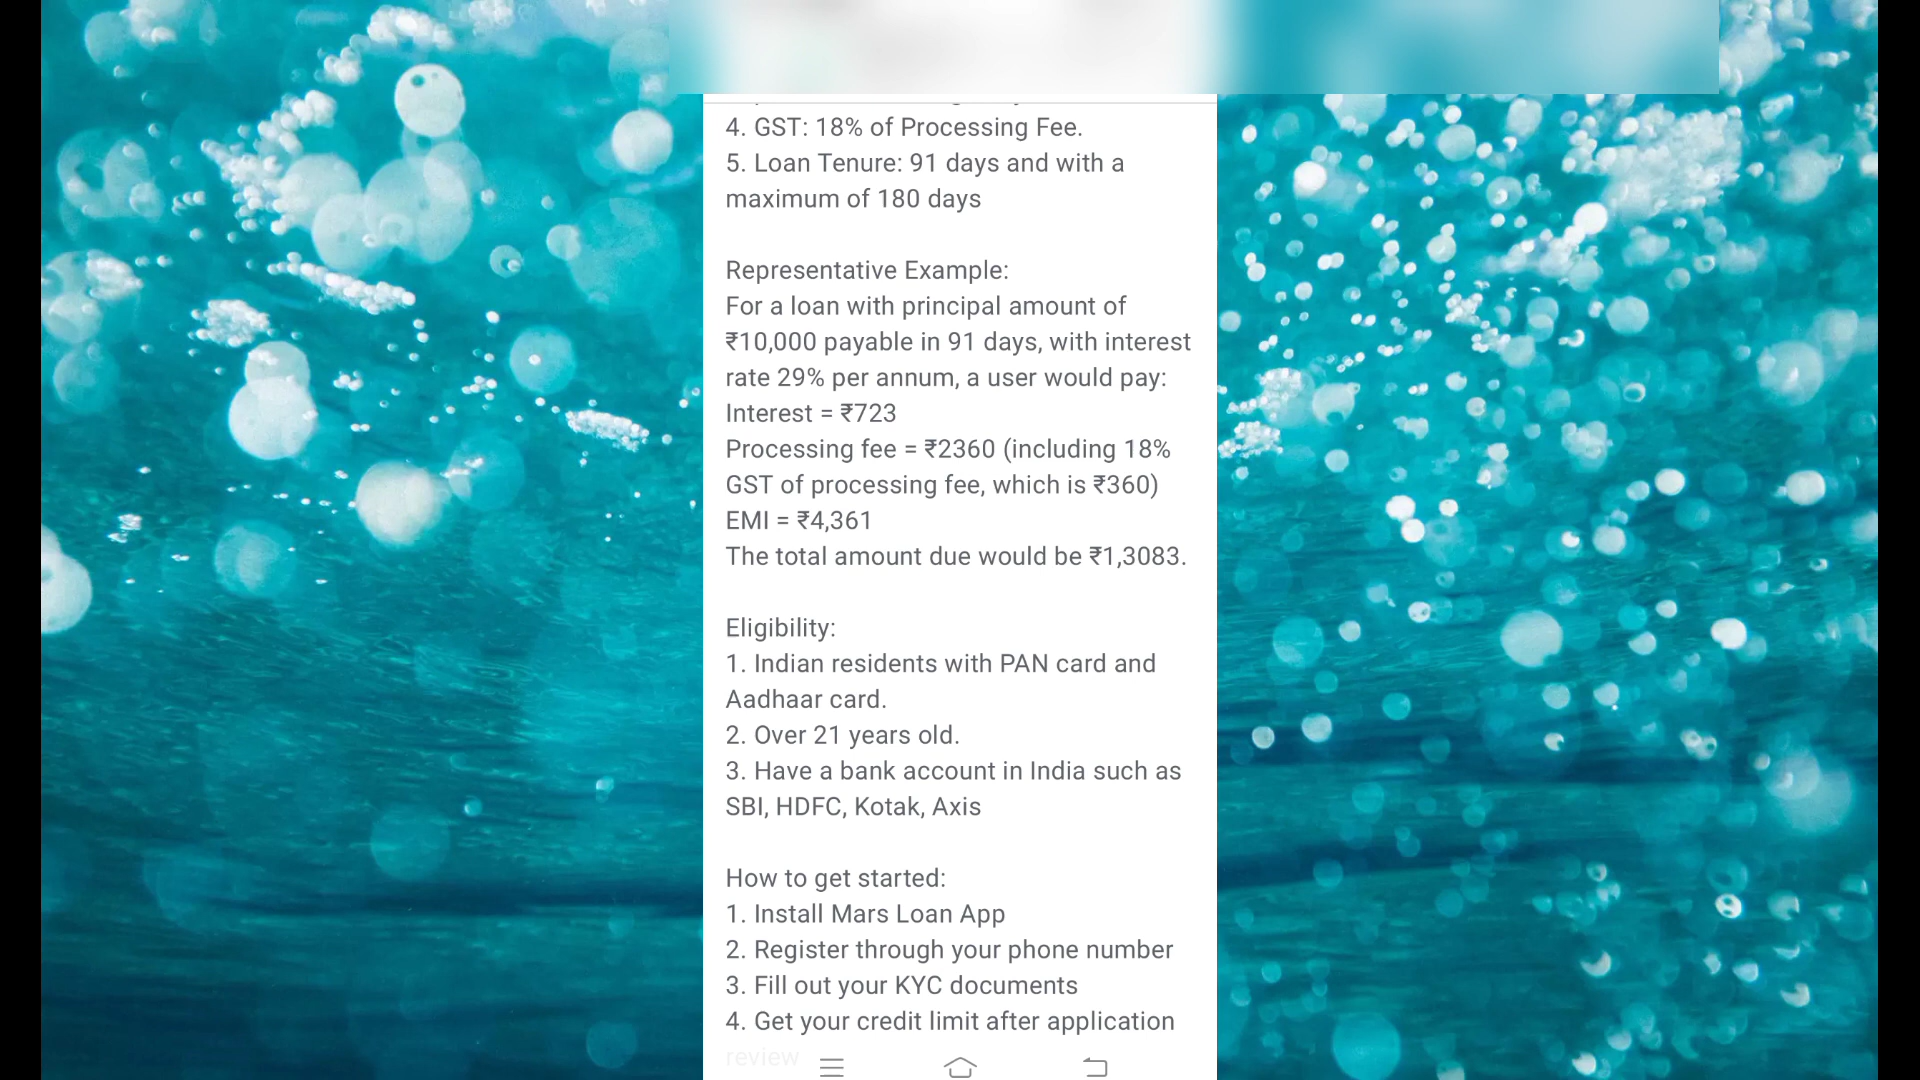 4. GST: 18% of Processing Fee.
5. Loan Tenure: 91 days and with a
maximum of 180 days
Representative Example:
For a loan with principal amount of
₹10,000 payable in 91 days, with interest
rate 29% per annum, a user would pay:
Interest = ₹723
Processing fee = ₹2360 (including 18%
GST of processing fee, which is ₹360)
EMI = ₹4,361
The total amount due would be ₹1,3083.
Eligibility:
1. Indian residents with PAN card and
Aadhaar card.
2. Over 21 years old.
3. Have a bank account in India such as
SBI, HDFC, Kotak, Axis
How to get started:
1. Install Mars Loan App
2. Register through your phone number
3. Fill out your KYC documents
4. Get your credit limit after application
review